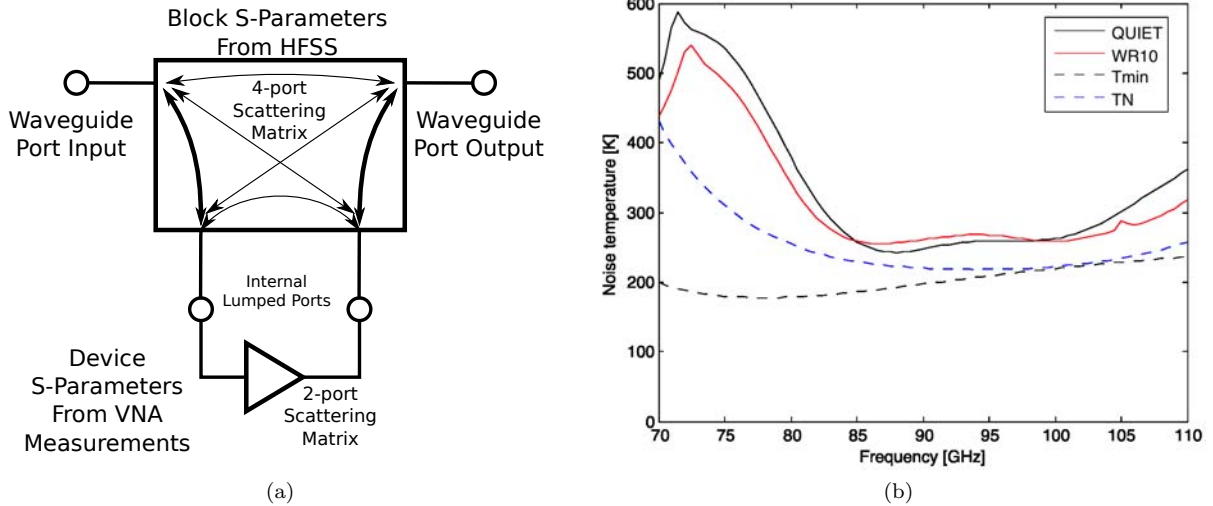 Block S-Parameters
From HFSS
4-port
Scattering
Matrix
Waveguide
Port Input
Waveguide
Port Output
Internal
Lumped Ports
Device
S-Parameters
From VNA
Measurements
2-port
Scattering
Matrix
(a)
600
500
400
300
200
100
0
Noise temperature [K]
QUIET
WR10
Tmin
TN
70 75 80 85 90 95 100 105 110
Frequency [GHz]
(b)